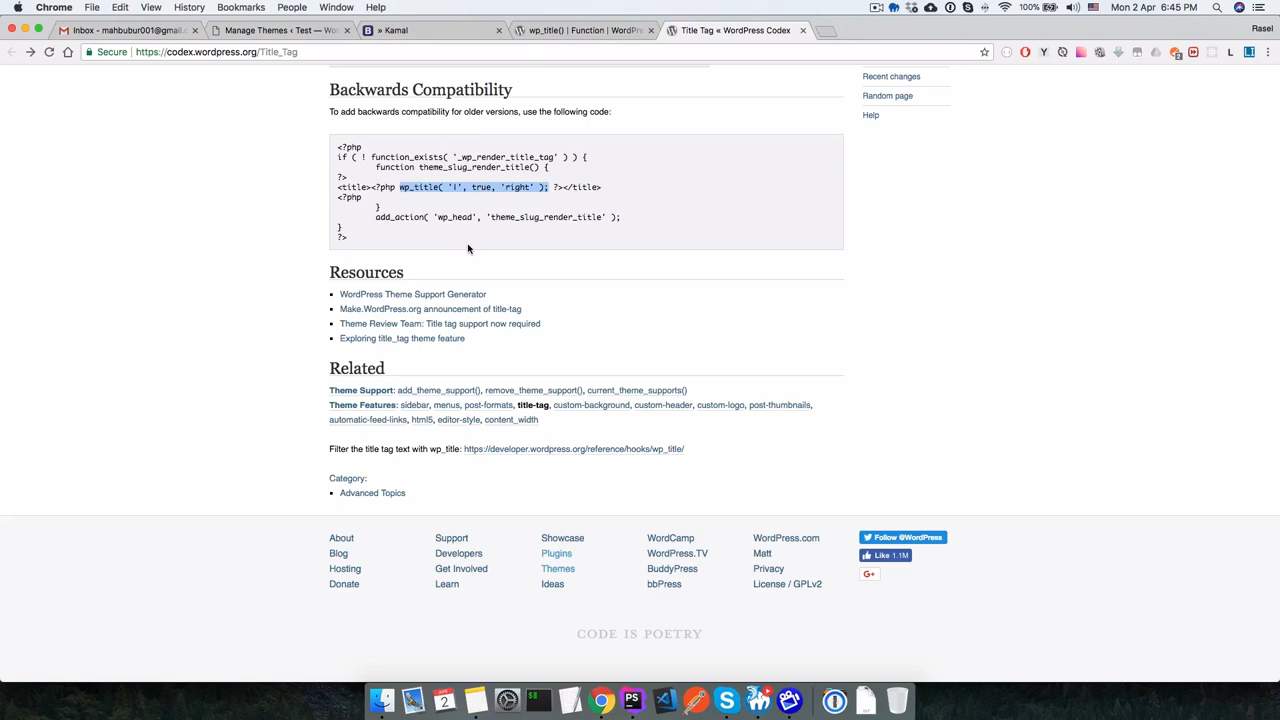 Chrome File Edit View History Bookmarks People Window Help
100% Mon 2 Apr 6:45 PM
Inbox - mahbubur001@gmail.c
Manage Themes ‹ Test — Wo
» Kamal
wp_title() | Function | WordPre
Title Tag « WordPress Codex
Rasel
Secure https://codex.wordpress.org/Title_Tag
Recent changes
Random page
Help
Backwards Compatibility
To add backwards compatibility for older versions, use the following code:
<?php
if ( ! function_exists( '_wp_render_title_tag' ) ) {
function theme_slug_render_title() {
?>
<title><?php wp_title( '|', true, 'right' ); ?></title>
<?php
}
add_action( 'wp_head', 'theme_slug_render_title' );
}
?>
Resources
WordPress Theme Support Generator
Make.WordPress.org announcement of title-tag
Theme Review Team: Title tag support now required
Exploring title_tag theme feature
Related
Theme Support: add_theme_support(), remove_theme_support(), current_theme_supports()
Theme Features: sidebar, menus, post-formats, title-tag, custom-background, custom-header, custom-logo, post-thumbnails,
automatic-feed-links, html5, editor-style, content_width
Filter the title tag text with wp_title: https://developer.wordpress.org/reference/hooks/wp_title/
Category:
Advanced Topics
About Support Showcase WordCamp WordPress.com
Blog Developers Plugins WordPress.TV Matt
Hosting Get Involved Themes BuddyPress Privacy
Donate Learn Ideas bbPress License / GPLv2
Follow @WordPress
Like 1.1M
G+
CODE IS POETRY